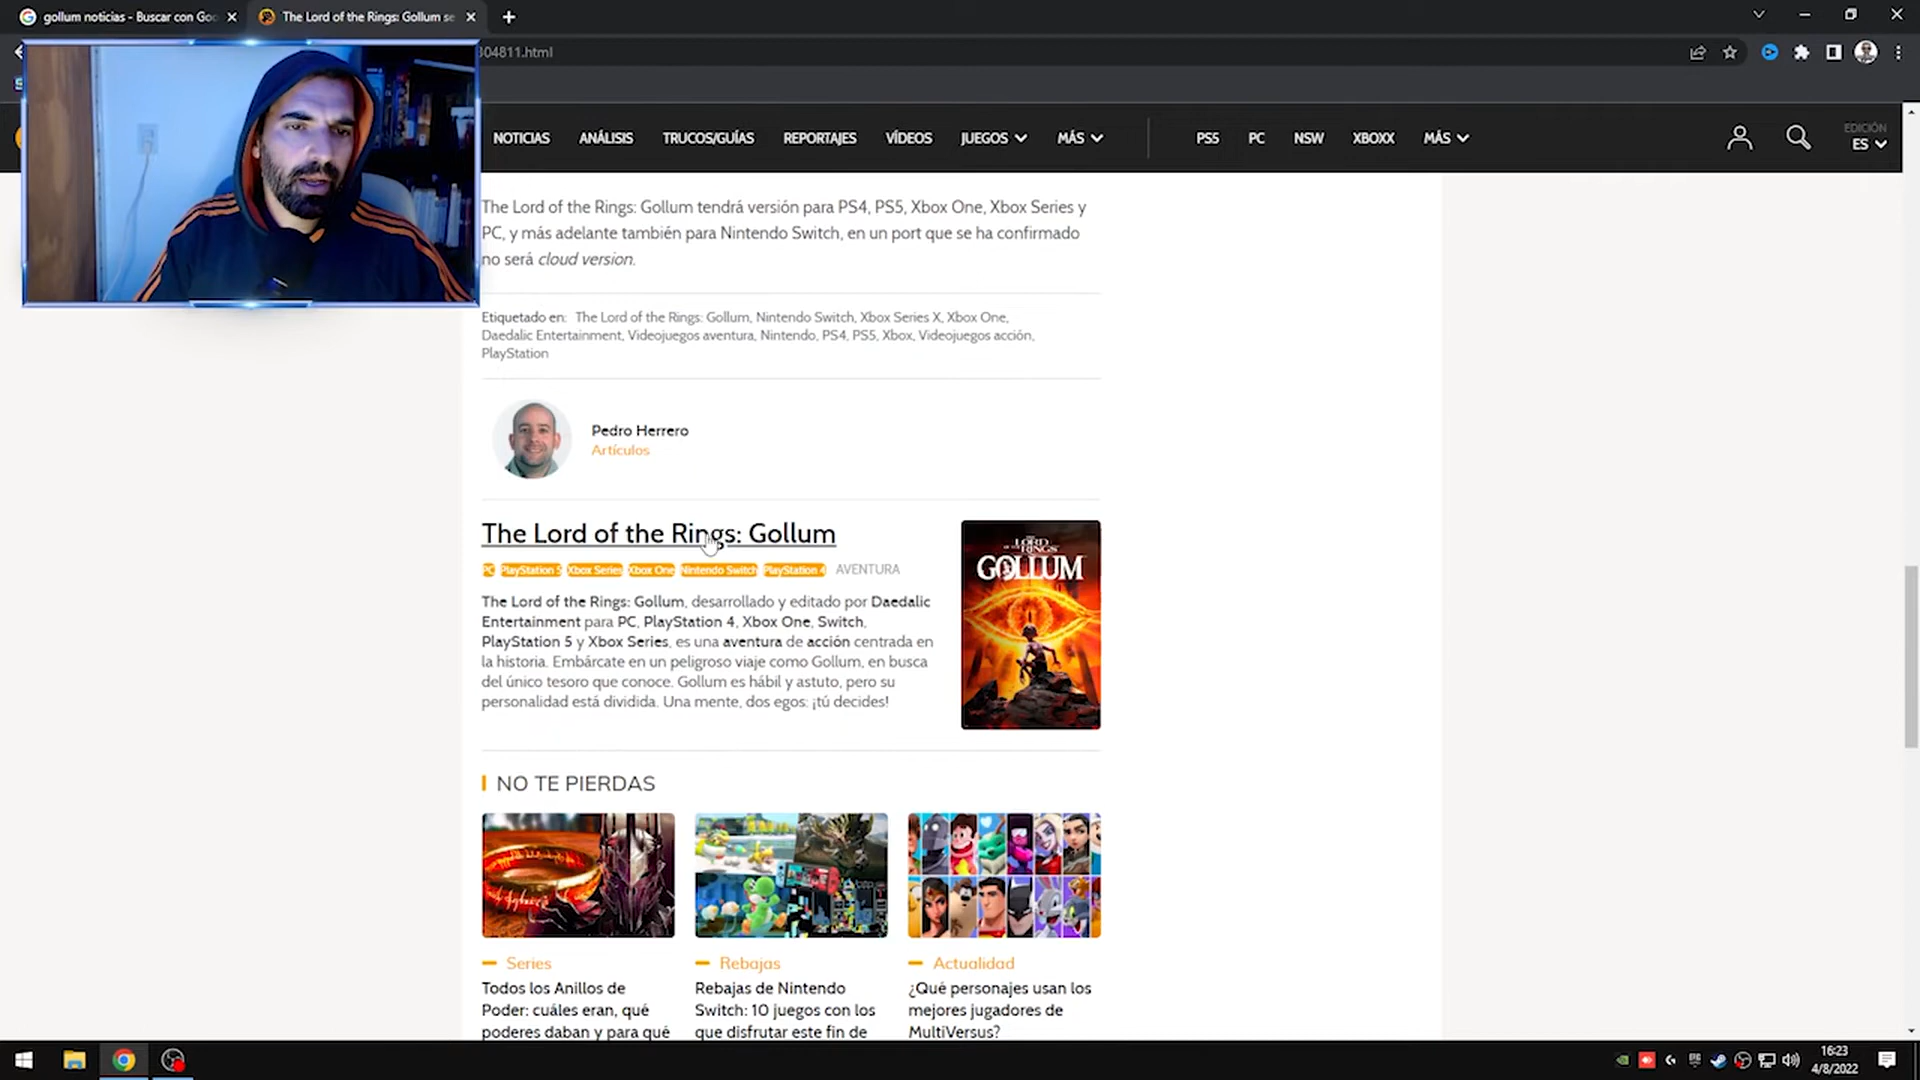 gollum noticias - Buscar con Goo
The Lord of the Rings: Gollum se
304811.html
NOTICIAS
ANÁLISIS
TRUCOS/GUÍAS
REPORTAJES
VÍDEOS
JUEGOS
MÁS
PS5
PC
NSW
XBOXX
MÁS
EDICIÓN
ES
The Lord of the Rings: Gollum tendrá versión para PS4, PS5, Xbox One, Xbox Series y
PC, y más adelante también para Nintendo Switch, en un port que se ha confirmado
no será cloud version.
Etiquetado en: The Lord of the Rings: Gollum, Nintendo Switch, Xbox Series X, Xbox One,
Daedalic Entertainment, Videojuegos aventura, Nintendo, PS4, PS5, Xbox, Videojuegos acción,
PlayStation
Pedro Herrero
Artículos
The Lord of the Rings: Gollum
PC PlayStation 5 Xbox Series Xbox One Nintendo Switch PlayStation 4 AVENTURA
The Lord of the Rings: Gollum, desarrollado y editado por Daedalic
Entertainment para PC, PlayStation 4, Xbox One, Switch,
PlayStation 5 y Xbox Series, es una aventura de acción centrada en
la historia. Embárcate en un peligroso viaje como Gollum, en busca
del único tesoro que conoce. Gollum es hábil y astuto, pero su
personalidad está dividida. Una mente, dos egos: ¡tú decides!
THE LORD
OF THE RINGS
GOLLUM
NO TE PIERDAS
Series
Todos los Anillos de
Poder: cuáles eran, qué
poderes daban y para qué
Rebajas
Rebajas de Nintendo
Switch: 10 juegos con los
que disfrutar este fin de
Actualidad
¿Qué personajes usan los
mejores jugadores de
MultiVersus?
16:23
4/8/2022